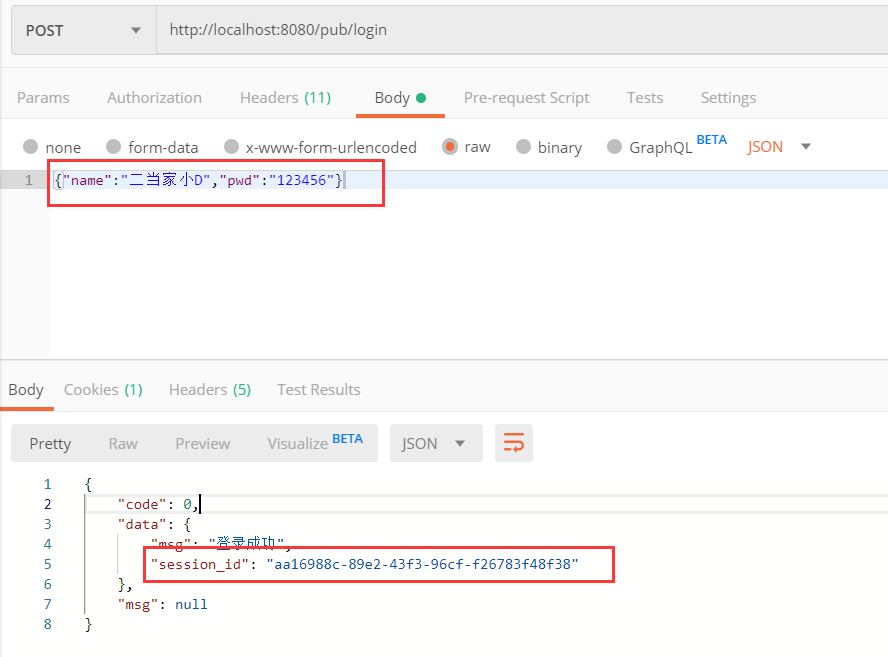 POST http://localhost:8080/pub/login
Params Authorization Headers (11) Body Pre-request Script Tests Settings
none form-data x-www-form-urlencoded raw binary GraphQL BETA JSON
1 {"name":"二当家小D","pwd":"123456"}
Body Cookies (1) Headers (5) Test Results
Pretty Raw Preview Visualize BETA JSON
1 {
2 "code": 0,
3 "data": {
4 "msg": "登录成功",
5 "session_id": "aa16988c-89e2-43f3-96cf-f26783f48f38"
6 },
7 "msg": null
8 }